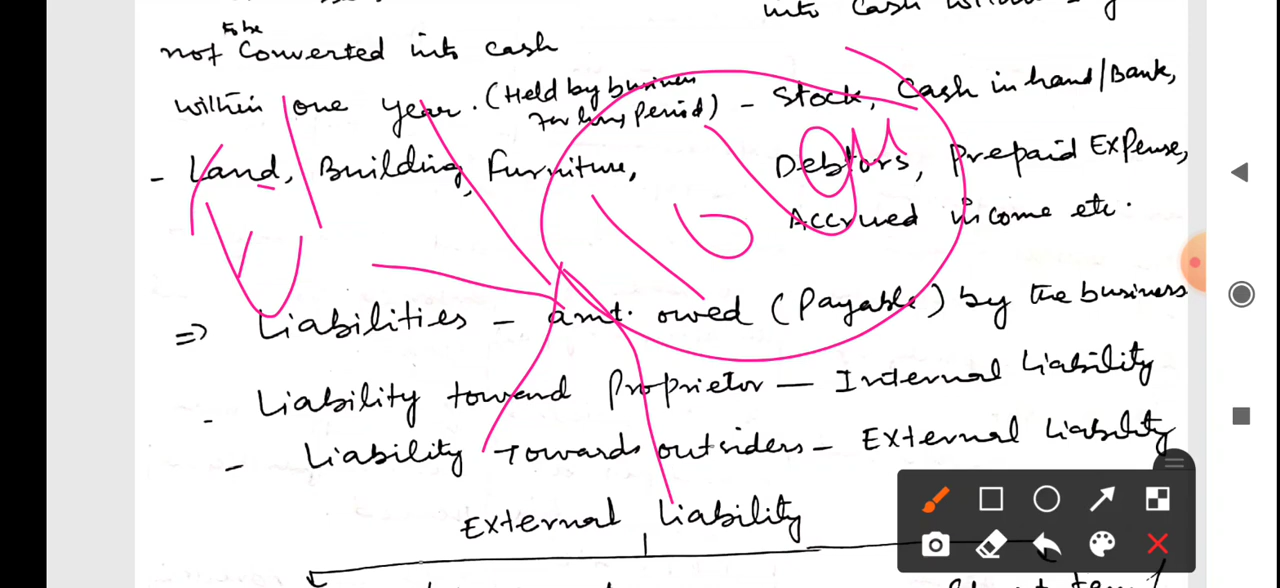 into cash
to be
not converted into cash
within one year. (Held by business
for long period) - Stock, Cash in hand/Bank,
- Land, Building, Furniture,
Debtors, Prepaid Expense,
Accrued income etc.
=> Liabilities - amt. owed (Payable) by the business
- Liability toward Proprietor - Internal Liability
- Liability Towards outsiders - External Liability
External Liability